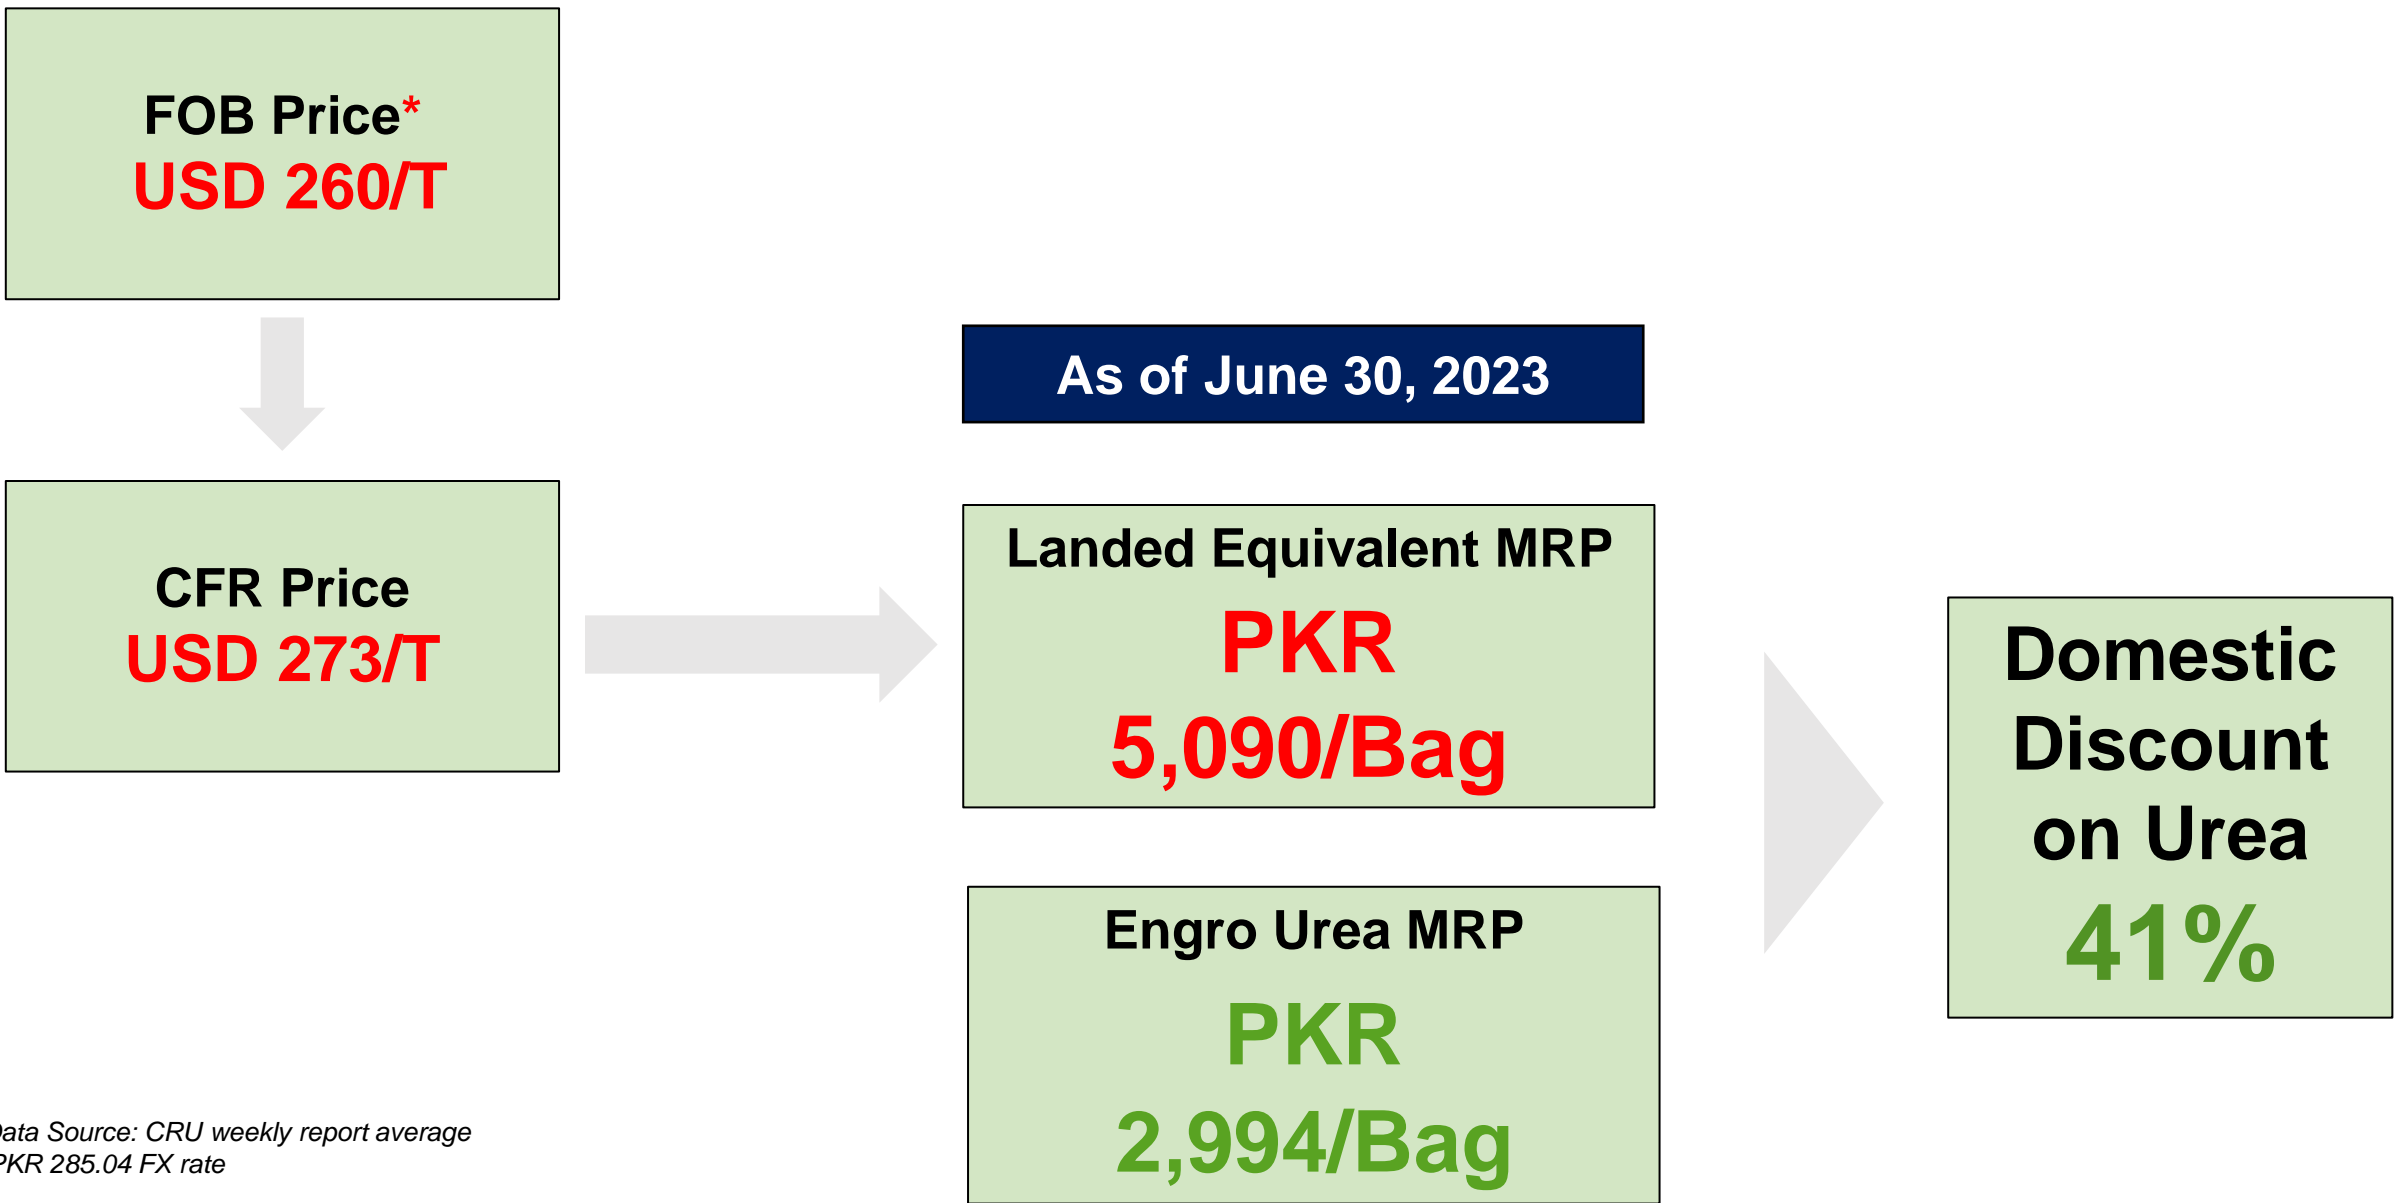 FOB Price*
USD 260/T
CFR Price
USD 273/T
As of June 30, 2023
Landed Equivalent MRP
PKR
5,090/Bag
Engro Urea MRP
PKR
2,994/Bag
Domestic
Discount
on Urea
41%
Data Source: CRU weekly report average
PKR 285.04 FX rate